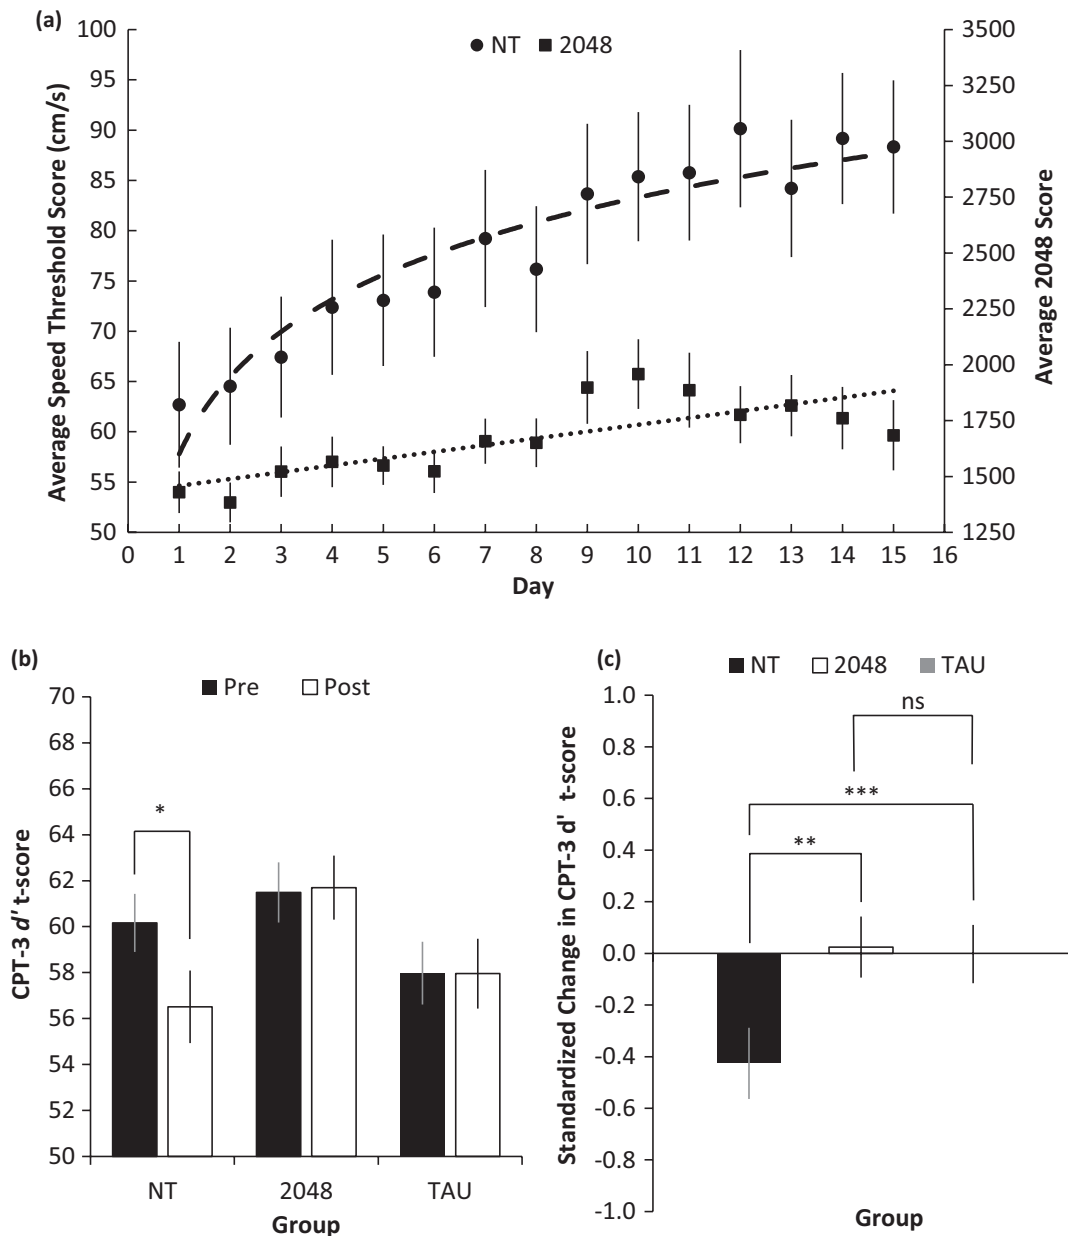 (a)
NT 2048
Average Speed Threshold Score (cm/s)
100
95
90
85
80
75
70
65
60
55
50
3500
3250
3000
2750
2500
2250
2000
1750
1500
1250
Average 2048 Score
0 1 2 3 4 5 6 7 8 9 10 11 12 13 14 15 16
Day
(b)
Pre Post
CPT-3 d' t-score
70
68
66
64
62
60
58
56
54
52
50
*
NT 2048 TAU
Group
(c)
NT 2048 TAU
Standardized Change in CPT-3 d' t-score
1.0
0.8
0.6
0.4
0.2
0.0
-0.2
-0.4
-0.6
-0.8
-1.0
ns
***
**
Group